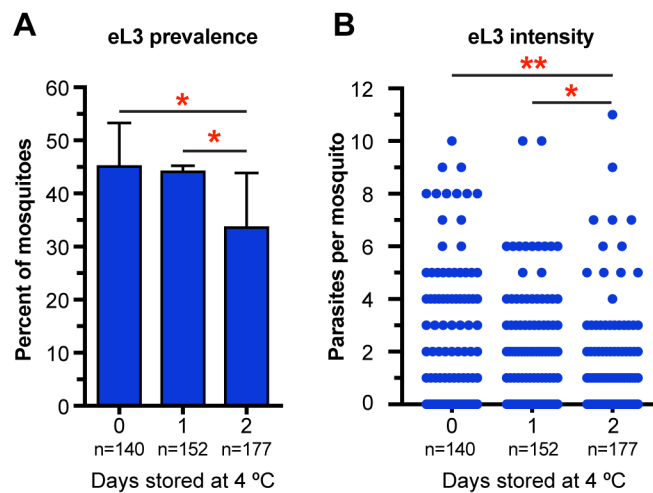 A
eL3 prevalence
*
*
Percent of mosquitoes
60
50
40
30
20
10
0
0
1
2
n=140
n=152
n=177
Days stored at 4 ºC
B
eL3 intensity
**
*
Parasites per mosquito
12
10
8
6
4
2
0
0
1
2
n=140
n=152
n=177
Days stored at 4 ºC